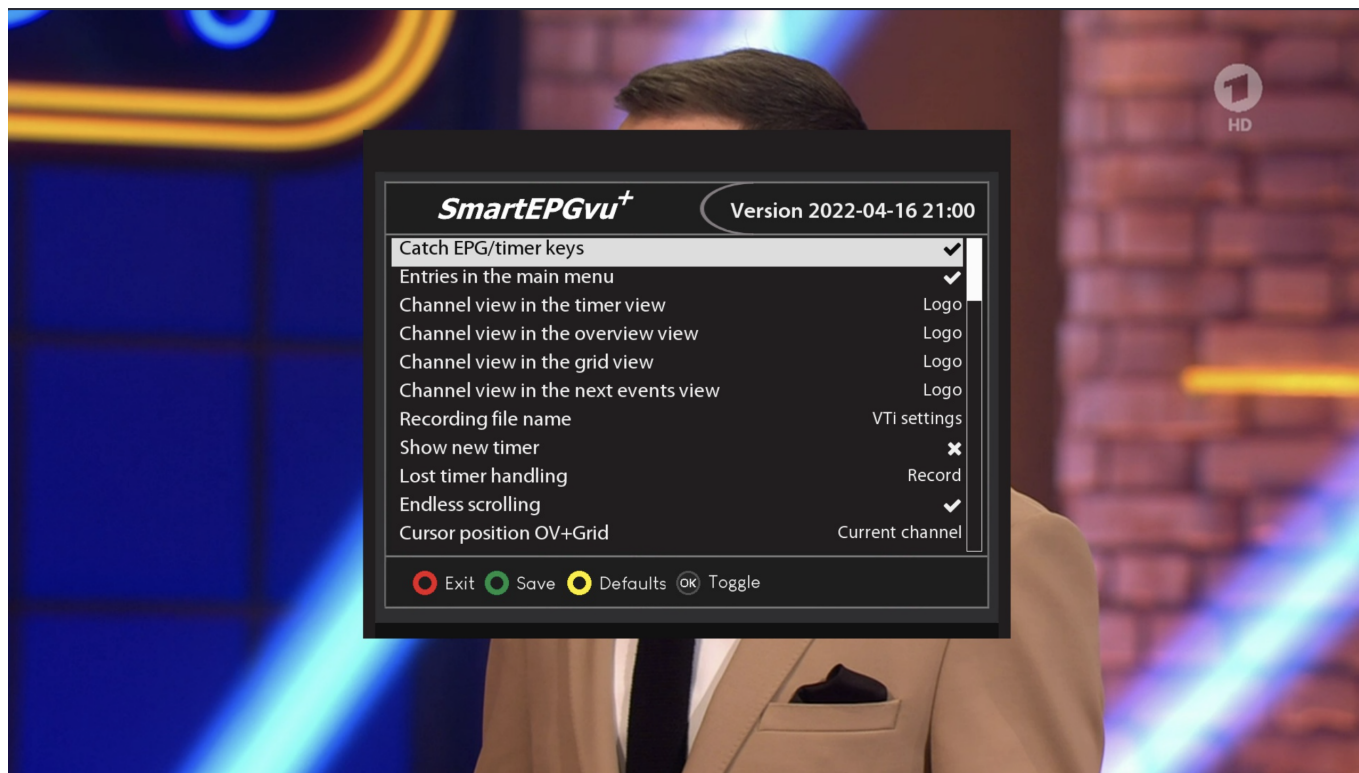 1
HD
SmartEPGvu+
Version 2022-04-16 21:00
Catch EPG/timer keys ✔
Entries in the main menu ✔
Channel view in the timer view Logo
Channel view in the overview view Logo
Channel view in the grid view Logo
Channel view in the next events view Logo
Recording file name VTi settings
Show new timer ✖
Lost timer handling Record
Endless scrolling ✔
Cursor position OV+Grid Current channel
Exit Save Defaults OK Toggle